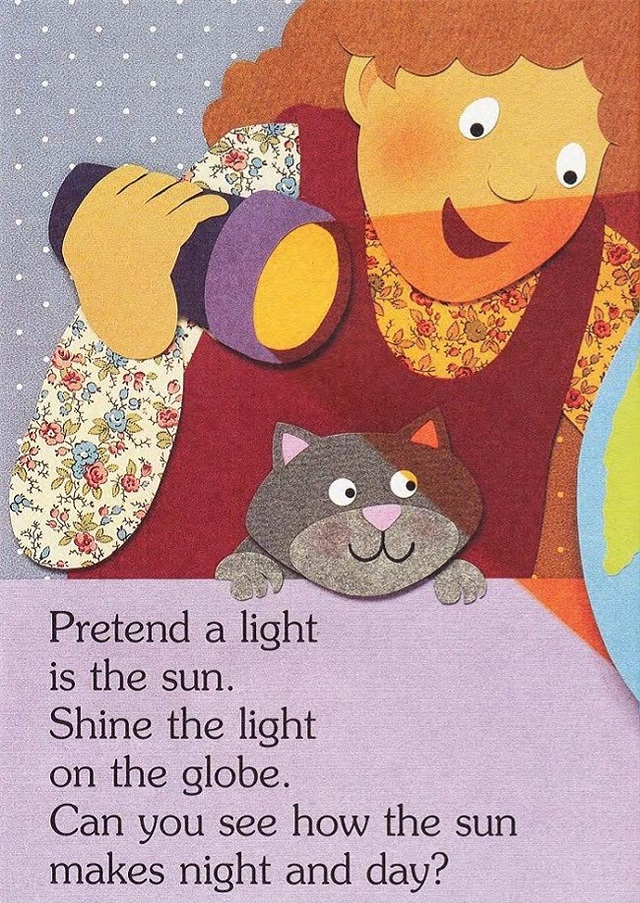 Pretend a light
is the sun.
Shine the light
on the globe.
Can you see how the sun
makes night and day?